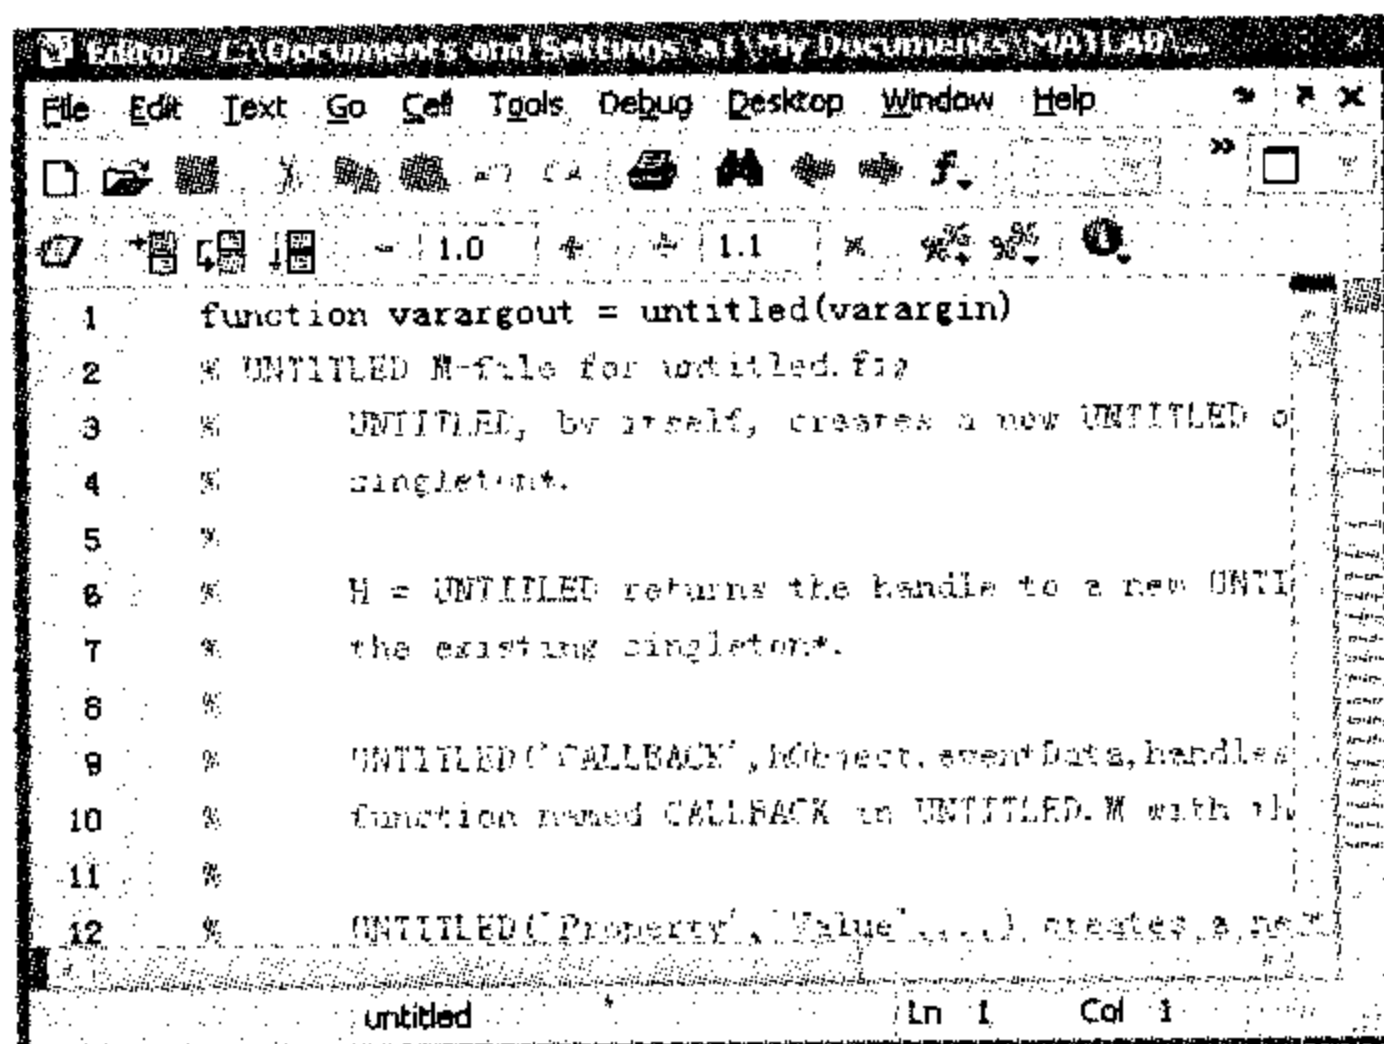 Editor - C:\Documents and Settings\a1\My Documents\MATLAB\...
File Edit Text Go Cell Tools Debug Desktop Window Help
- 1.0 + ÷ 1.1 ×
1 function varargout = untitled(varargin)
2 % UNTITLED M-file for untitled.fig
3 % UNTITLED, by itself, creates a new UNTITLED o
4 % singleton*.
5 %
6 % H = UNTITLED returns the handle to a new UNTI
7 % the existing singleton*.
8 %
9 % UNTITLED('CALLBACK',hObject,eventData,handles
10 % function named CALLBACK in UNTITLED.M with th
11 %
12 % UNTITLED('Property','Value',...) creates a ne
untitled Ln 1 Col 1